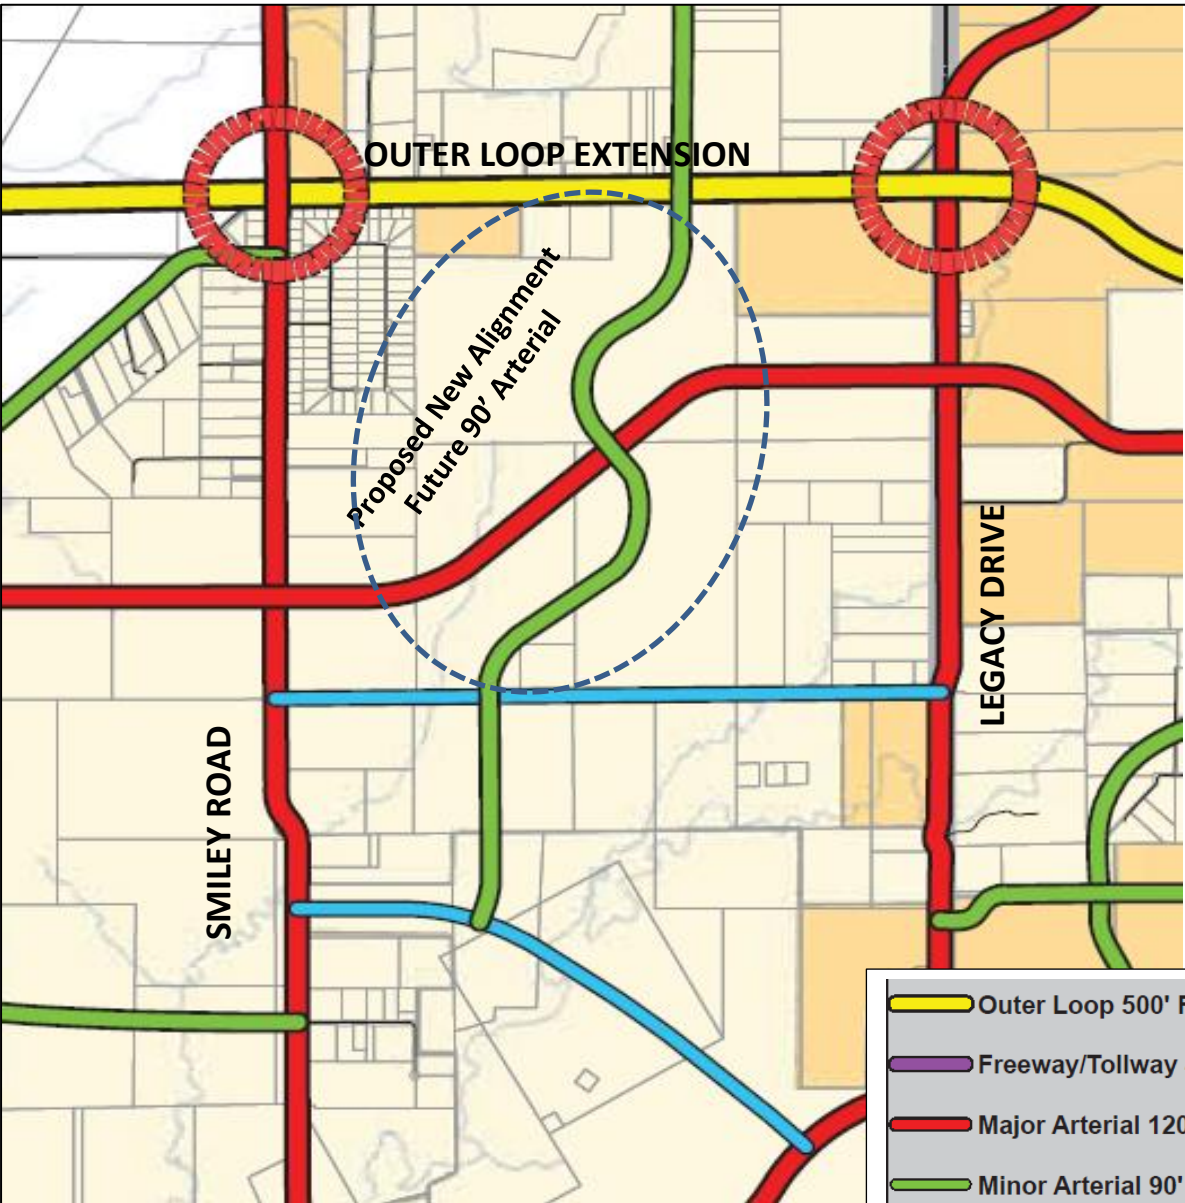 OUTER LOOP EXTENSION
Proposed New Alignment
Future 90’ Arterial
LEGACY DRIVE
SMILEY ROAD
Outer Loop 500'
Freeway/Tollway
Major Arterial 120
Minor Arterial 90'